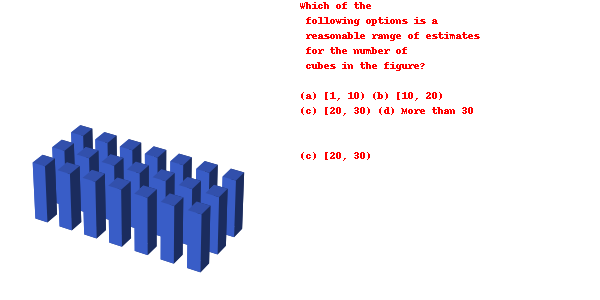 Which of the
following options is a
reasonable range of estimates
for the number of
cubes in the figure?
(a) [1, 10) (b) [10, 20)
(c) [20, 30) (d) More than 30
(c) [20, 30)